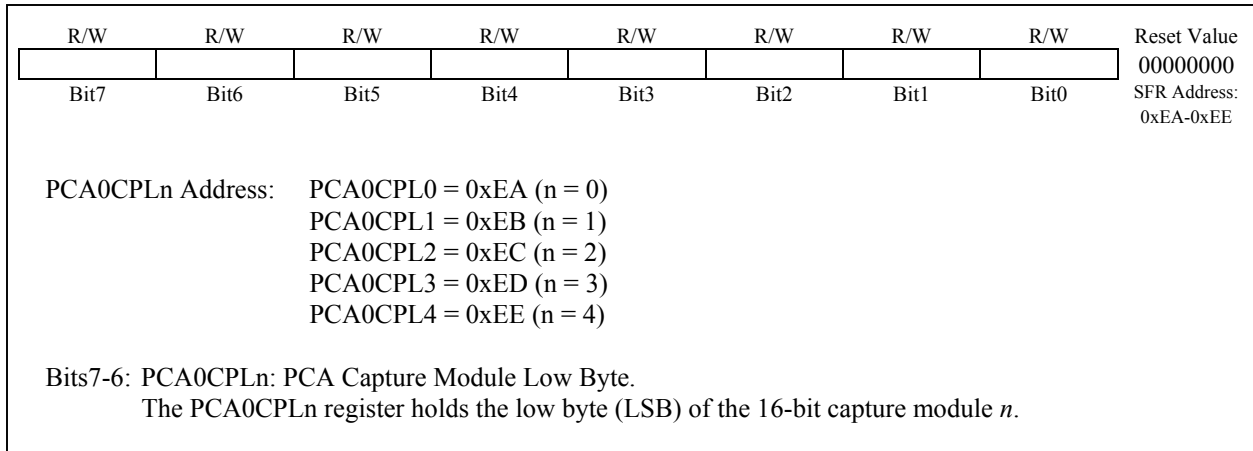 R/W R/W R/W R/W R/W R/W R/W R/W Reset Value
00000000
Bit7 Bit6 Bit5 Bit4 Bit3 Bit2 Bit1 Bit0 SFR Address:
0xEA-0xEE
PCA0CPLn Address: PCA0CPL0 = 0xEA (n = 0)
PCA0CPL1 = 0xEB (n = 1)
PCA0CPL2 = 0xEC (n = 2)
PCA0CPL3 = 0xED (n = 3)
PCA0CPL4 = 0xEE (n = 4)
Bits7-6: PCA0CPLn: PCA Capture Module Low Byte.
The PCA0CPLn register holds the low byte (LSB) of the 16-bit capture module n.